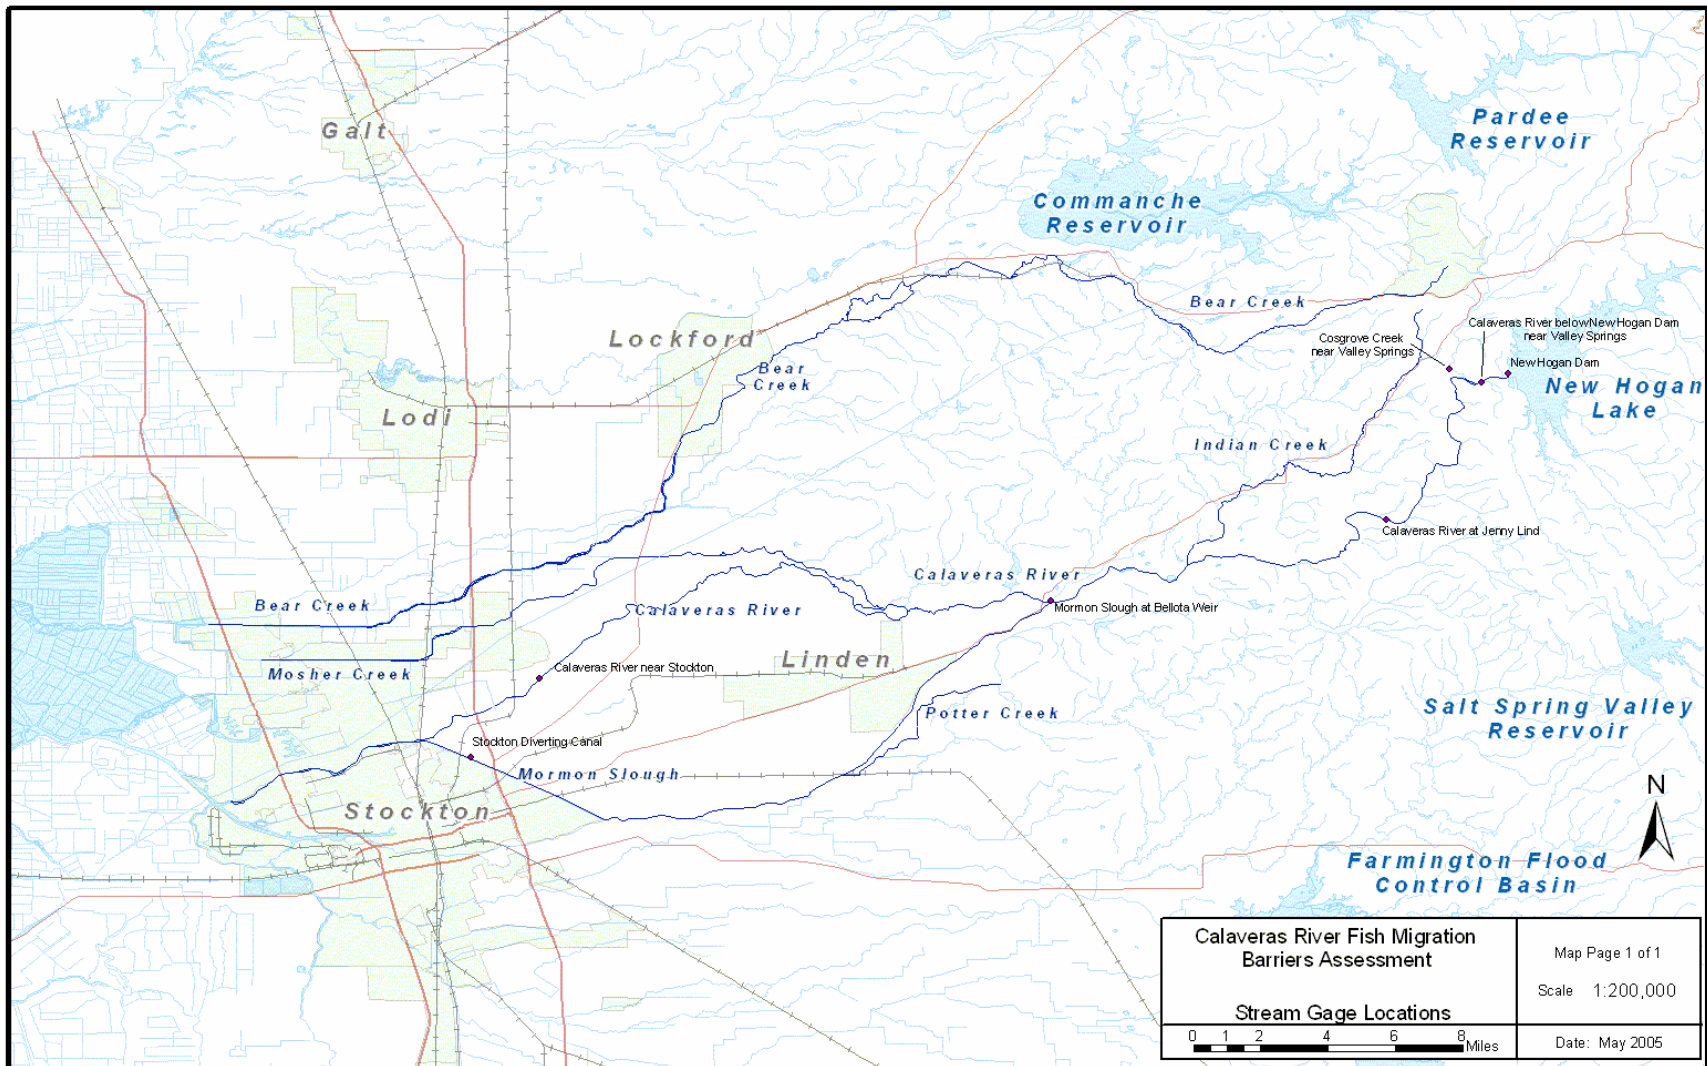 Galt
Pardee
Reservoir
Commanche
Reservoir
Bear Creek
Lockford
Calaveras River below New Hogan Dam
near Valley Springs
Cosgrove Creek
near Valley Springs
New Hogan Dam
Bear
Creek
New Hogan
Lake
Lodi
Indian Creek
Calaveras River at Jenny Lind
Calaveras River
Bear Creek
Calaveras River
Mormon Slough at Bellota Weir
Linden
Calaveras River near Stockton
Mosher Creek
Potter Creek
Salt Spring Valley
Reservoir
Stockton Diverting Canal
Mormon Slough
Stockton
N
Farmington Flood
Control Basin
Calaveras River Fish Migration
Barriers Assessment
Stream Gage Locations
0 1 2 4 6 8 Miles
Map Page 1 of 1
Scale 1:200,000
Date: May 2005